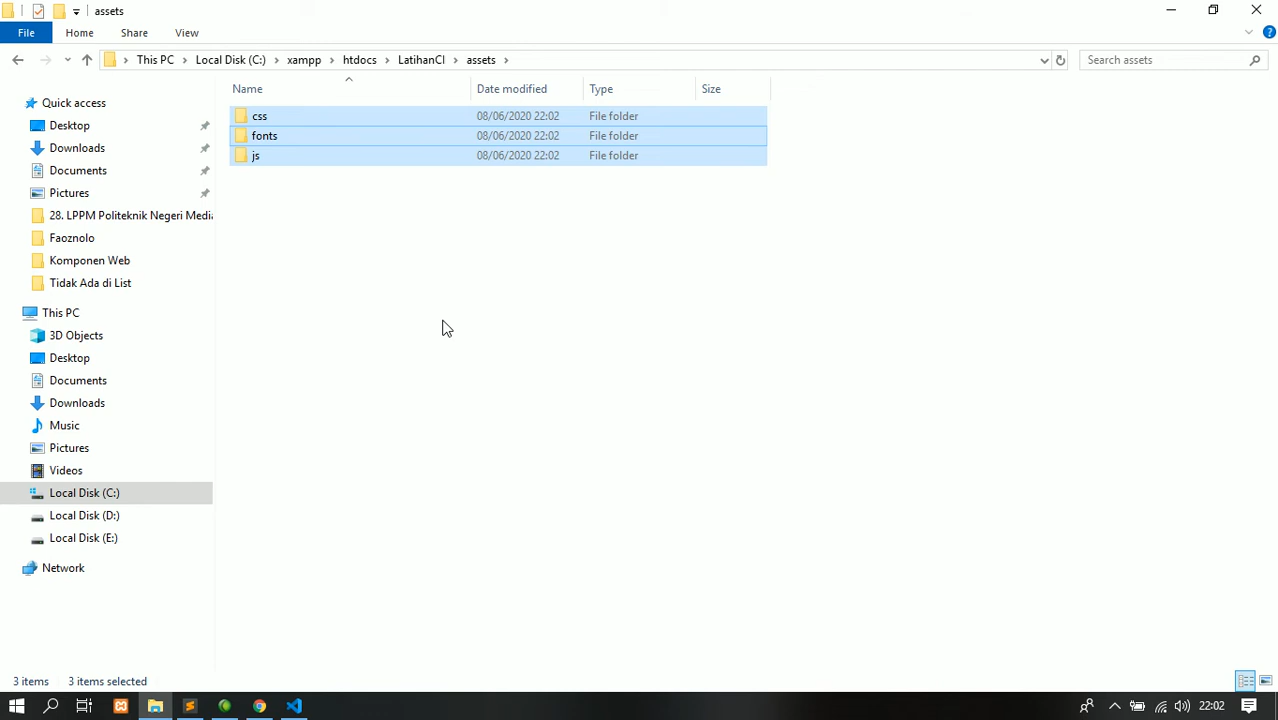 assets
File Home Share View
This PC Local Disk (C:) xampp htdocs LatihanCI assets
Search assets
Name Date modified Type Size
css 08/06/2020 22:02 File folder
fonts 08/06/2020 22:02 File folder
js 08/06/2020 22:02 File folder
Quick access
Desktop
Downloads
Documents
Pictures
28. LPPM Politeknik Negeri Media
Faoznolo
Komponen Web
Tidak Ada di List
This PC
3D Objects
Desktop
Documents
Downloads
Music
Pictures
Videos
Local Disk (C:)
Local Disk (D:)
Local Disk (E:)
Network
3 items 3 items selected
22:02